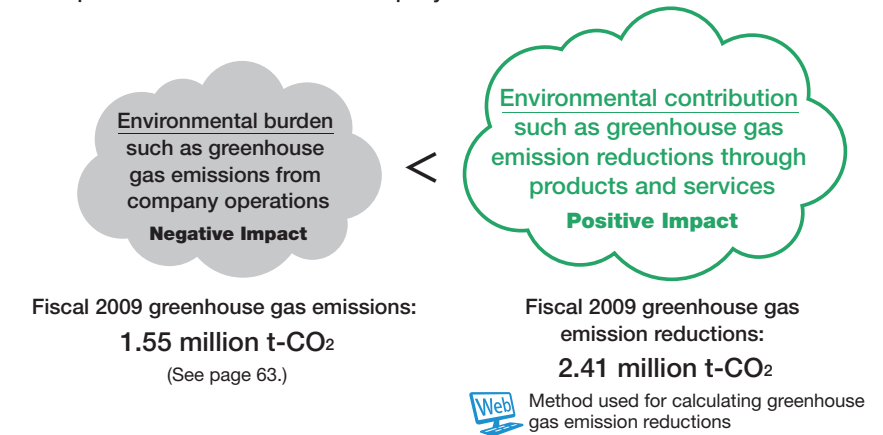 Environmental burden
such as greenhouse
gas emissions from
company operations
Negative Impact
<
Environmental contribution
such as greenhouse gas
emission reductions through
products and services
Positive Impact
Fiscal 2009 greenhouse gas emissions:
1.55 million t-CO2
(See page 63.)
Fiscal 2009 greenhouse gas
emission reductions:
2.41 million t-CO2
Web
Method used for calculating greenhouse
gas emission reductions